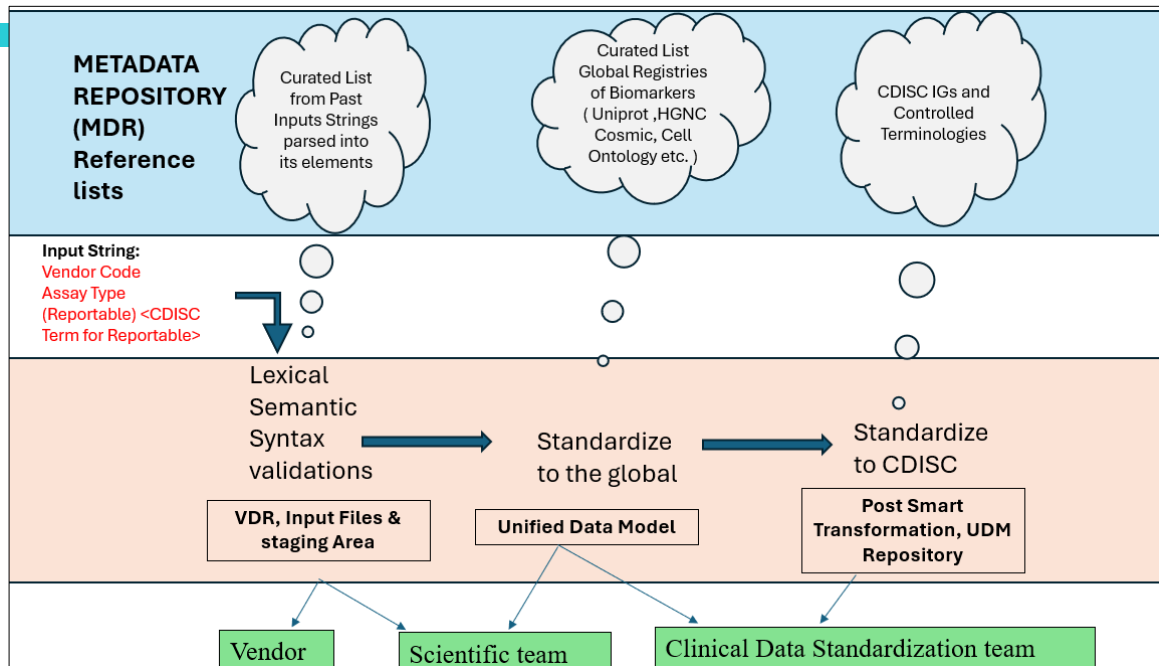 METADATA
REPOSITORY
(MDR)
Reference
lists
Curated List
from Past
Inputs Strings
parsed into
its elements
Curated List
Global Registries
of Biomarkers
( Uniprot ,HGNC
Cosmic, Cell
Ontology etc. )
CDISC IGs and
Controlled
Terminologies
Input String:
Vendor Code
Assay Type
(Reportable) <CDISC
Term for Reportable>
Lexical
Semantic
Syntax
validations
Standardize
to the global
Standardize
to CDISC
VDR, Input Files &
staging Area
Unified Data Model
Post Smart
Transformation, UDM
Repository
Vendor
Scientific team
Clinical Data Standardization team